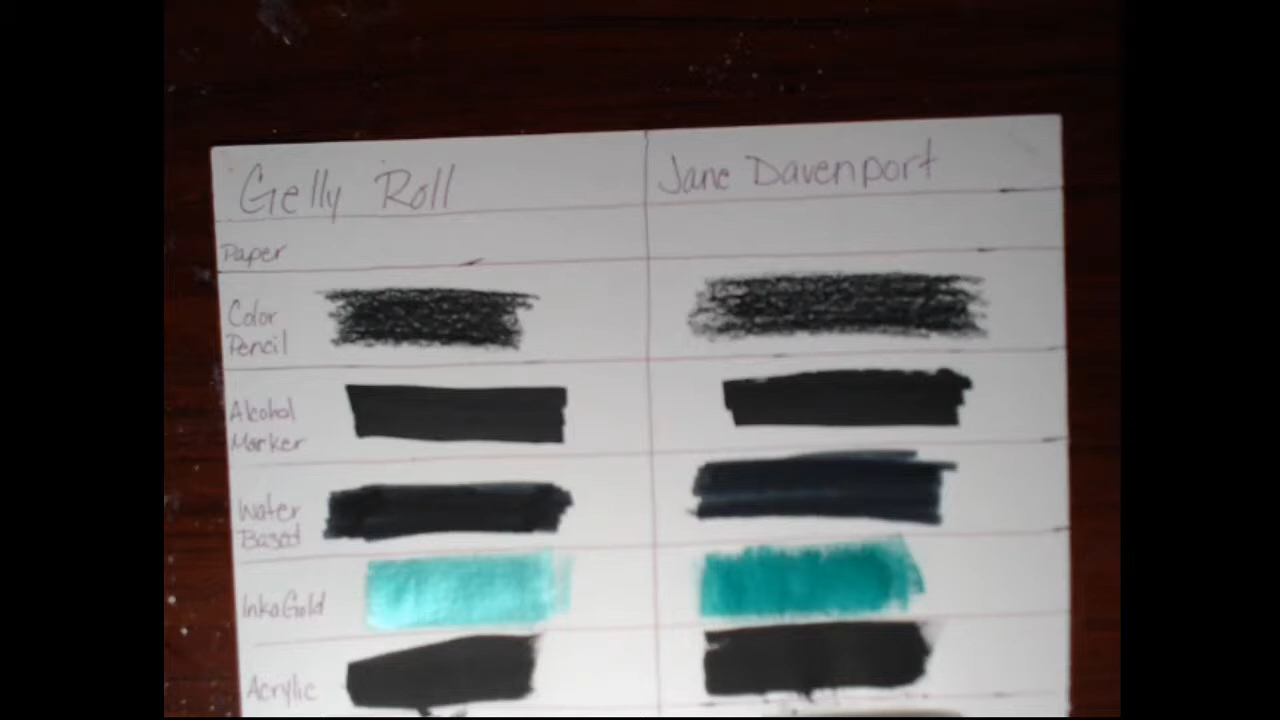 Gelly Roll
Jane Davenport
Paper
Color
Pencil
Alcohol
Marker
Water
Based
InkaGold
Acrylic